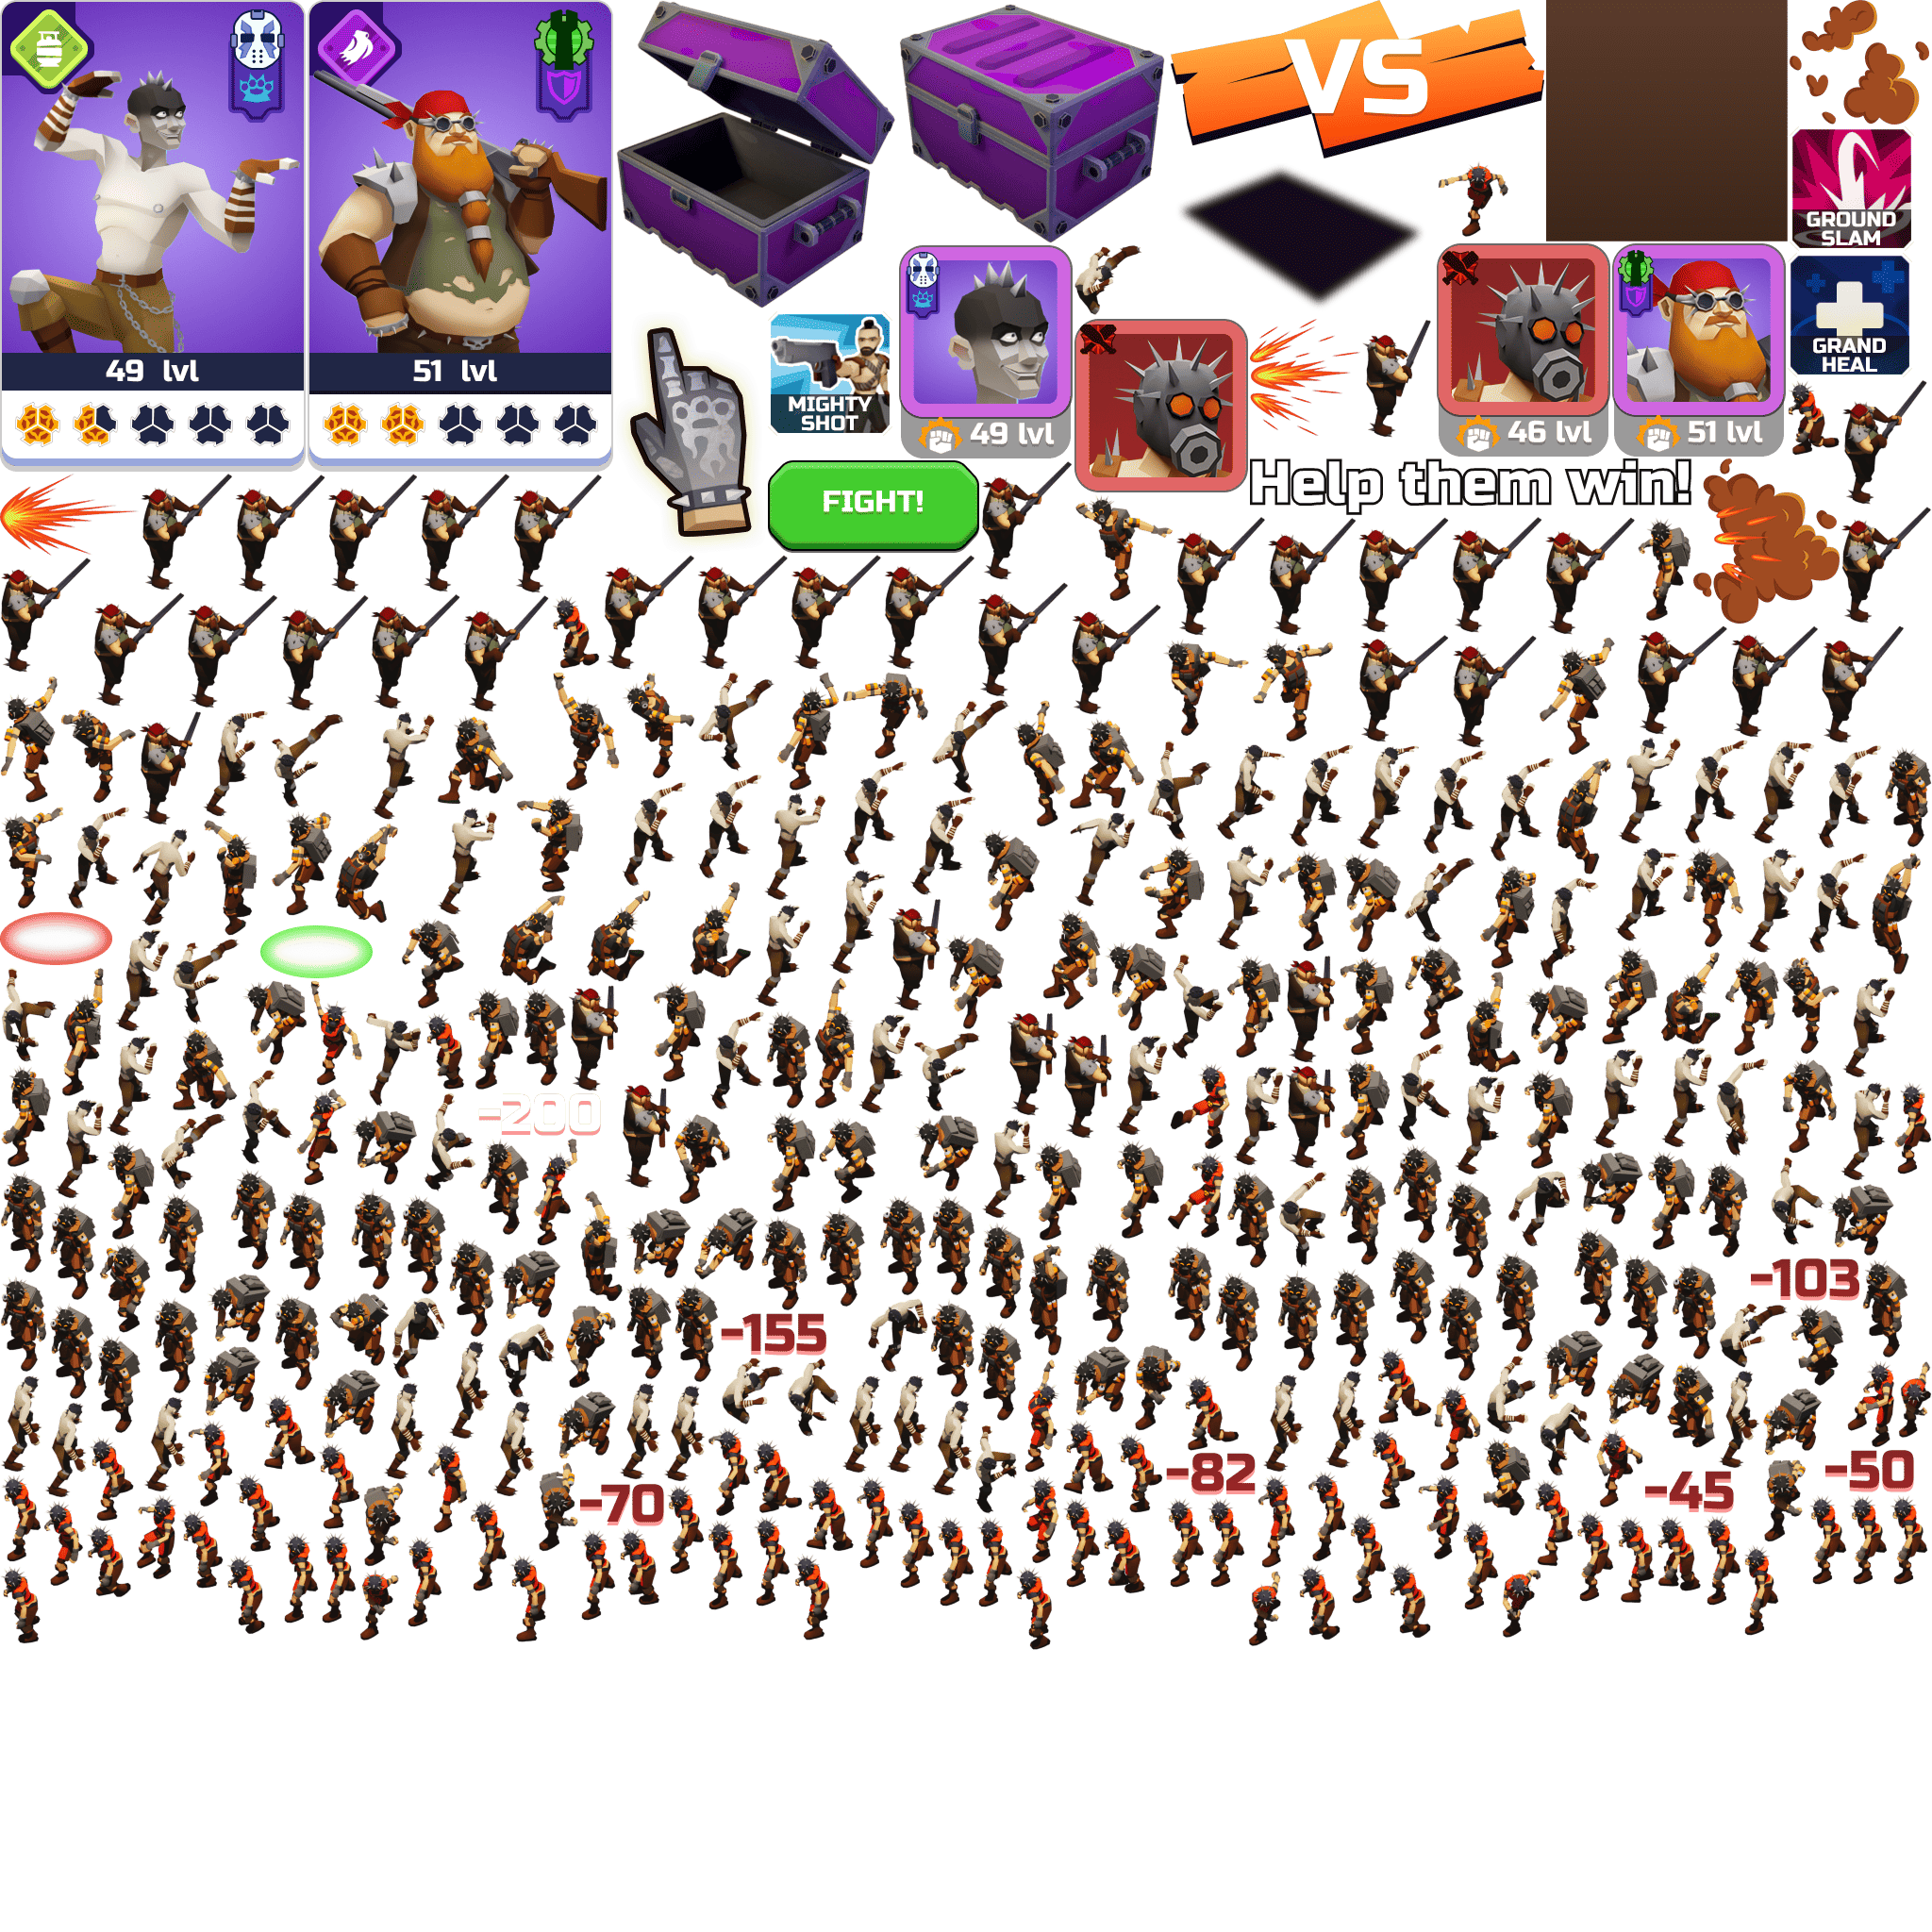 VS
GROUND
SLAM
GRAND
HEAL
49 lvl
51 lvl
MIGHTY
SHOT
49 lvl
46 lvl
51 lvl
Help them win!
FIGHT!
-200
-103
-155
-82
-50
-45
-70